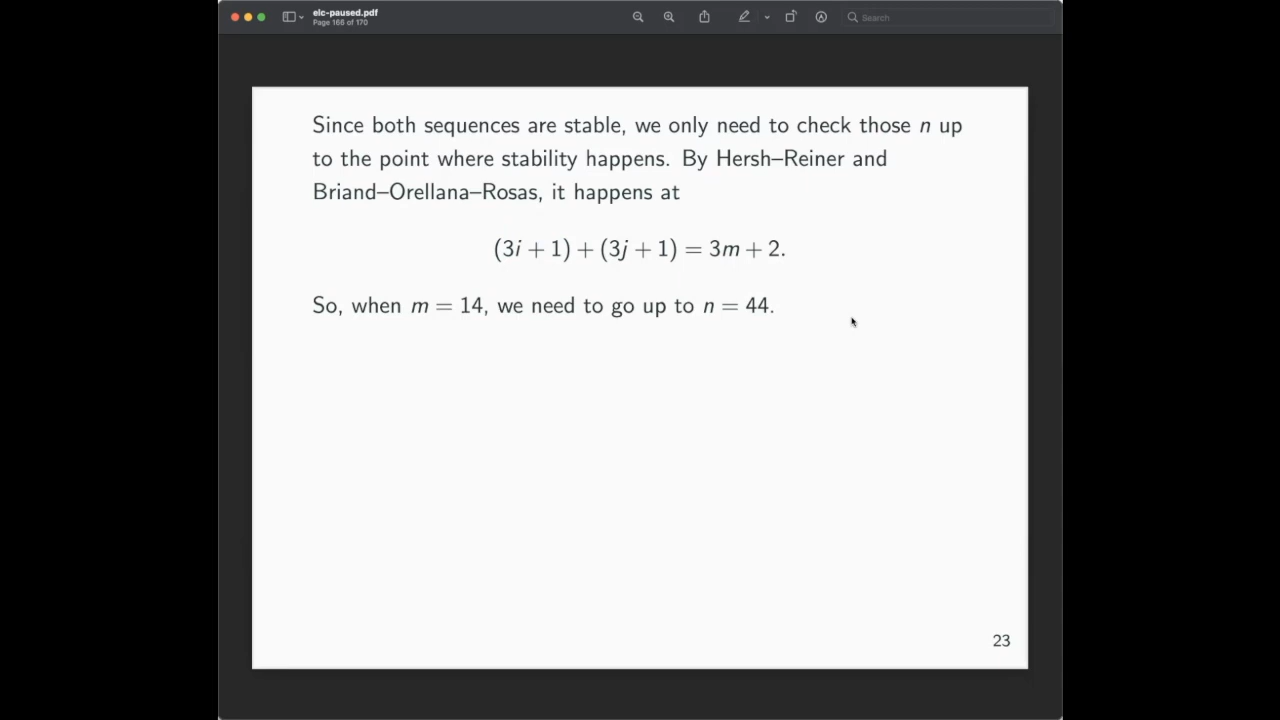 elc-paused.pdf
Page 166 of 170
Search
Since both sequences are stable, we only need to check those n up
to the point where stability happens. By Hersh–Reiner and
Briand–Orellana–Rosas, it happens at
(3i + 1) + (3j + 1) = 3m + 2.
So, when m = 14, we need to go up to n = 44.
23